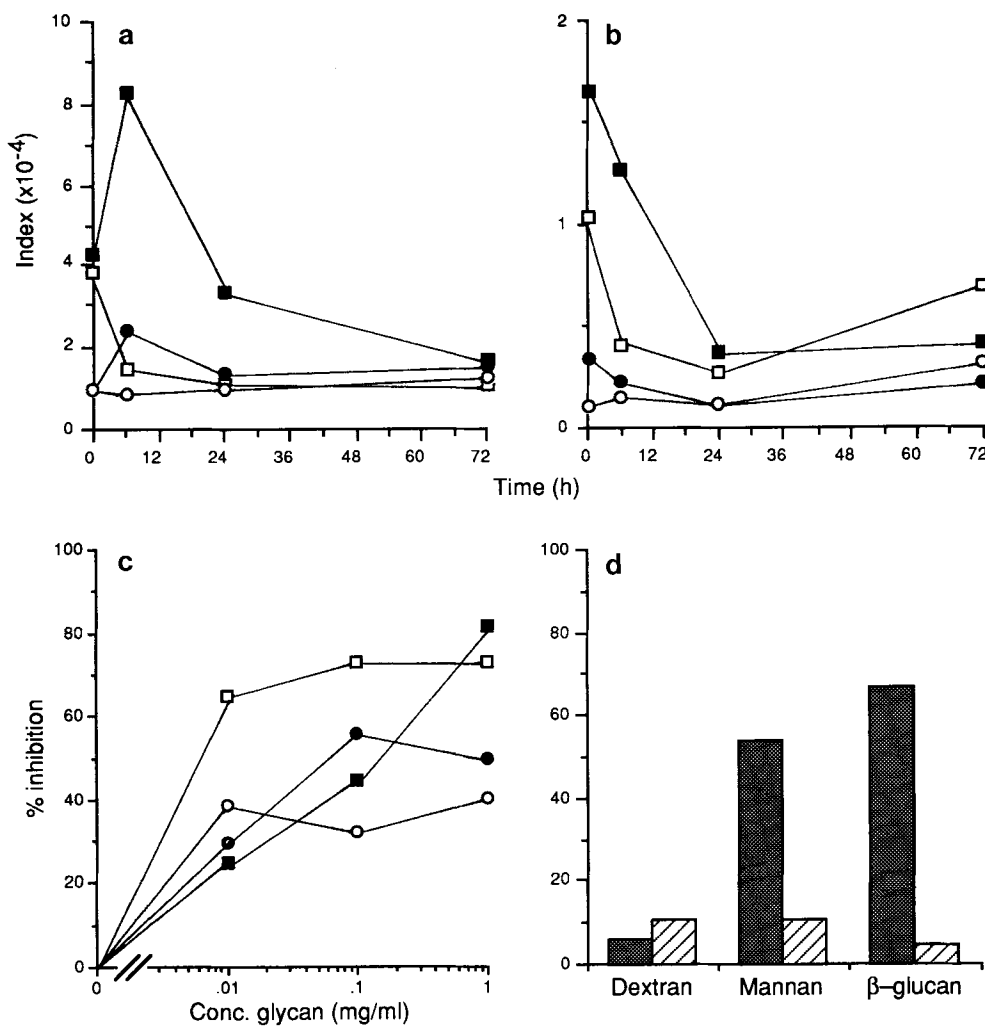 a
b
10
8
6
4
2
0
Index (x10⁻⁴)
2
1
0
0 12 24 36 48 60 72
0 12 24 36 48 60 72
Time (h)
c
d
100
80
60
40
20
0
% inhibition
100
80
60
40
20
0
0 .01 .1 1
Conc. glycan (mg/ml)
Dextran Mannan β–glucan